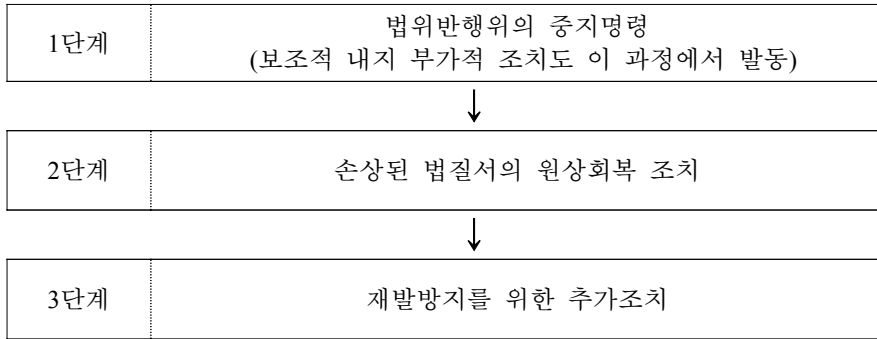 1단계
법위반행위의 중지명령
(보조적 내지 부가적 조치도 이 과정에서 발동)
2단계
손상된 법질서의 원상회복 조치
3단계
재발방지를 위한 추가조치